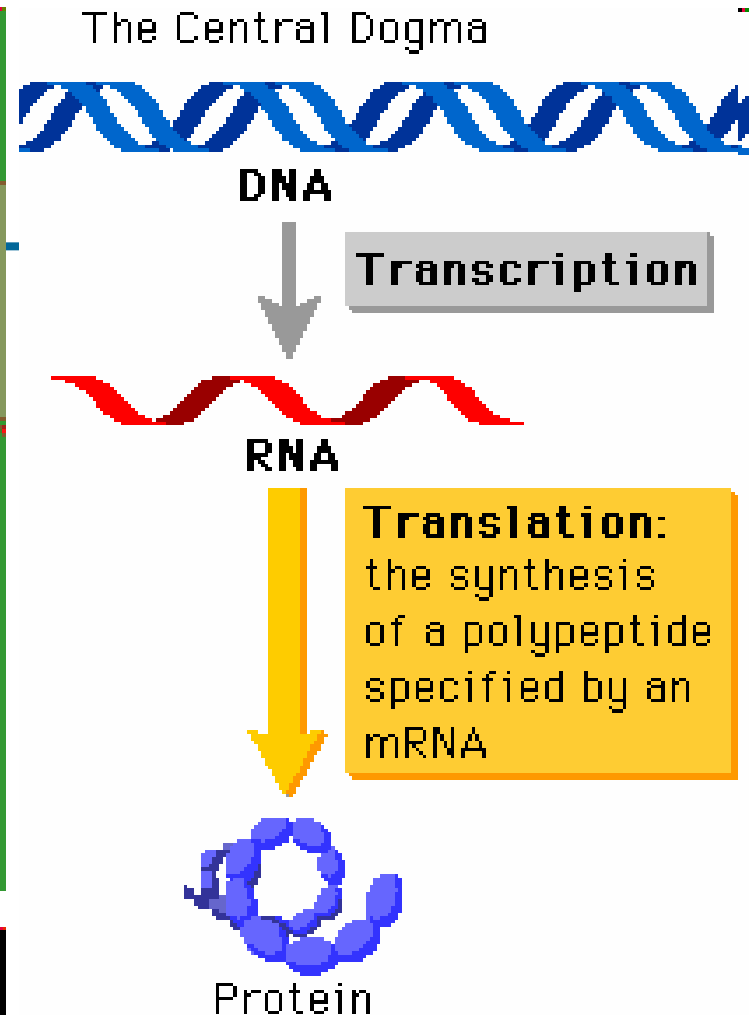 The Central Dogma
DNA
Transcription
RNA
Translation:
the synthesis
of a polypeptide
specified by an
mRNA
Protein